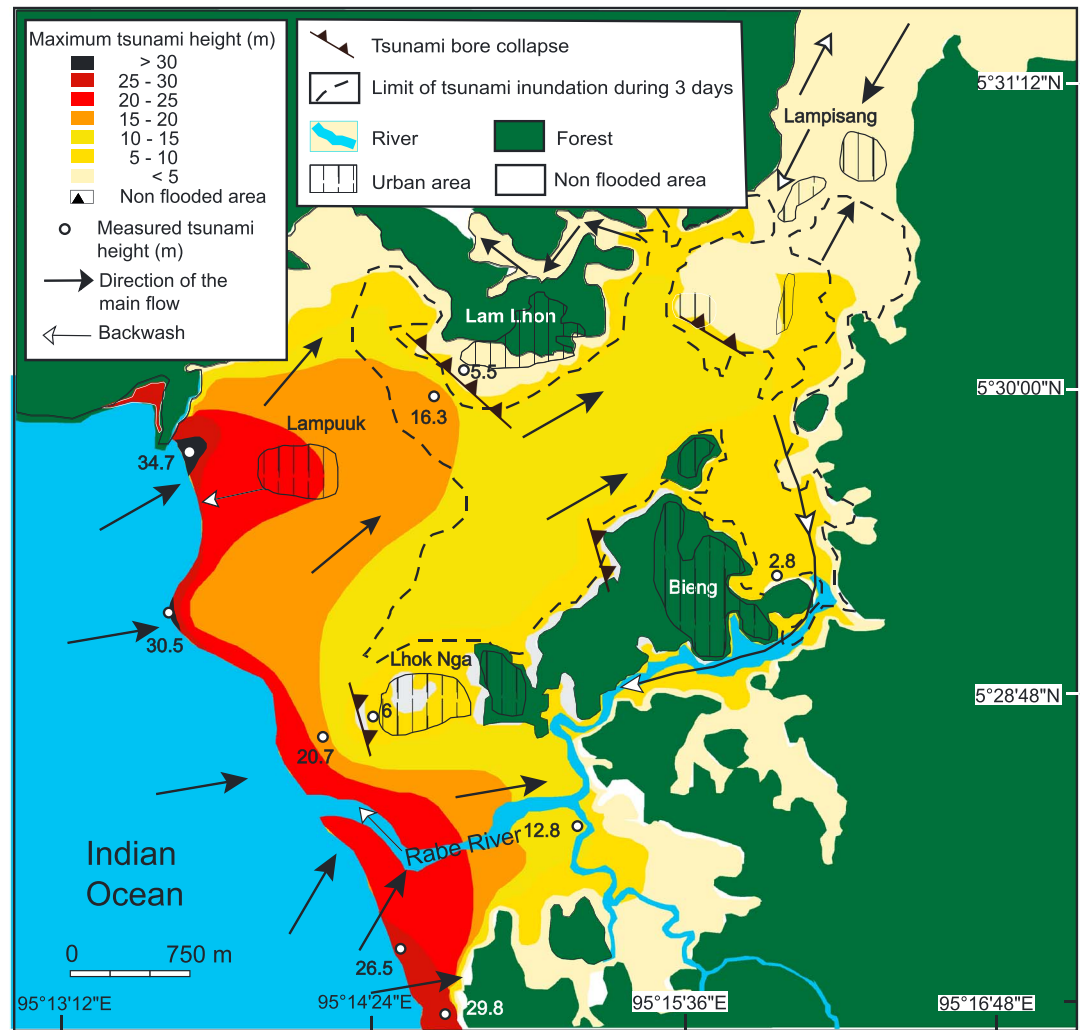 Maximum tsunami height (m)
> 30
25 - 30
20 - 25
15 - 20
10 - 15
5 - 10
< 5
Non flooded area
Measured tsunami
height (m)
Direction of the
main flow
Backwash
Tsunami bore collapse
Limit of tsunami inundation during 3 days
River
Forest
Urban area
Non flooded area
5°31'12"N
Lampisang
Lam Lhon
5.5
5°30'00"N
16.3
Lampuuk
34.7
2.8
Bieng
30.5
Lhok Nga
5°28'48"N
6
20.7
12.8
Rabe River
Indian
Ocean
0 750 m
26.5
29.8
95°13'12"E
95°14'24"E
95°15'36"E
95°16'48"E